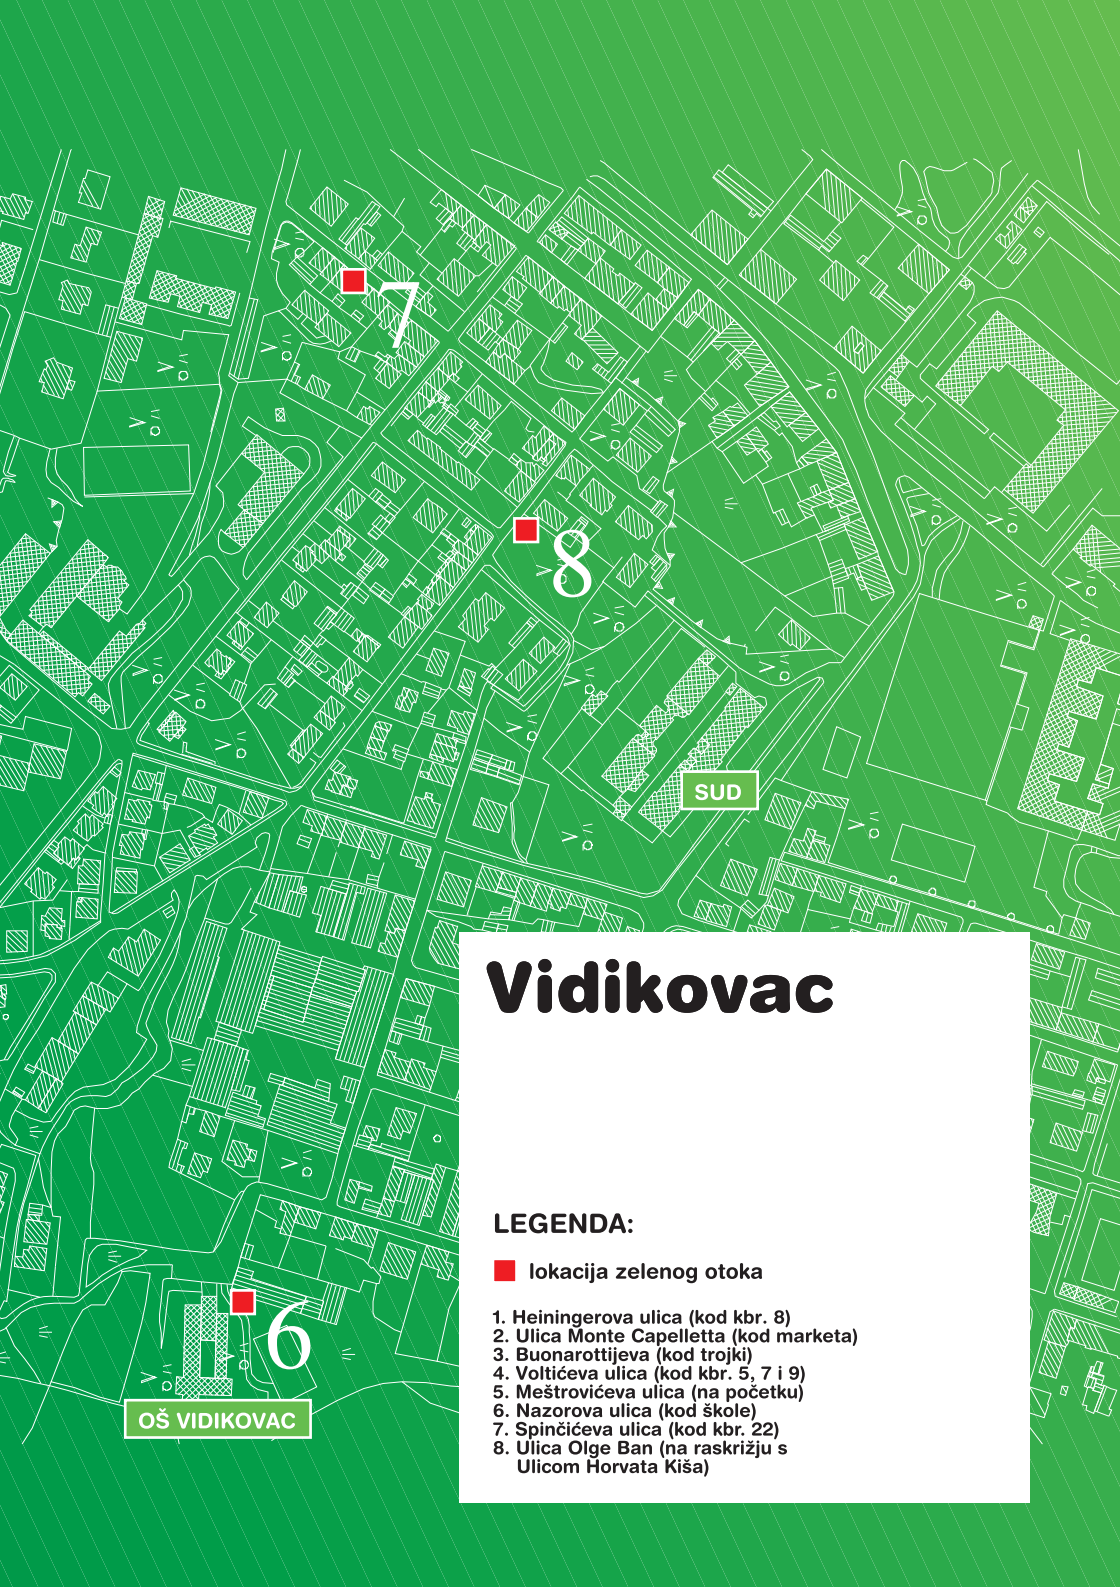 7
8
SUD
Vidikovac
LEGENDA:
lokacija zelenog otoka
1. Heiningerova ulica (kod kbr. 8)
2. Ulica Monte Capelletta (kod marketa)
3. Buonarottijeva (kod trojki)
4. Voltićeva ulica (kod kbr. 5, 7 i 9)
5. Meštrovićeva ulica (na početku)
6. Nazorova ulica (kod škole)
7. Spinčićeva ulica (kod kbr. 22)
8. Ulica Olge Ban (na raskrižju s
Ulicom Horvata Kiša)
6
OŠ VIDIKOVAC